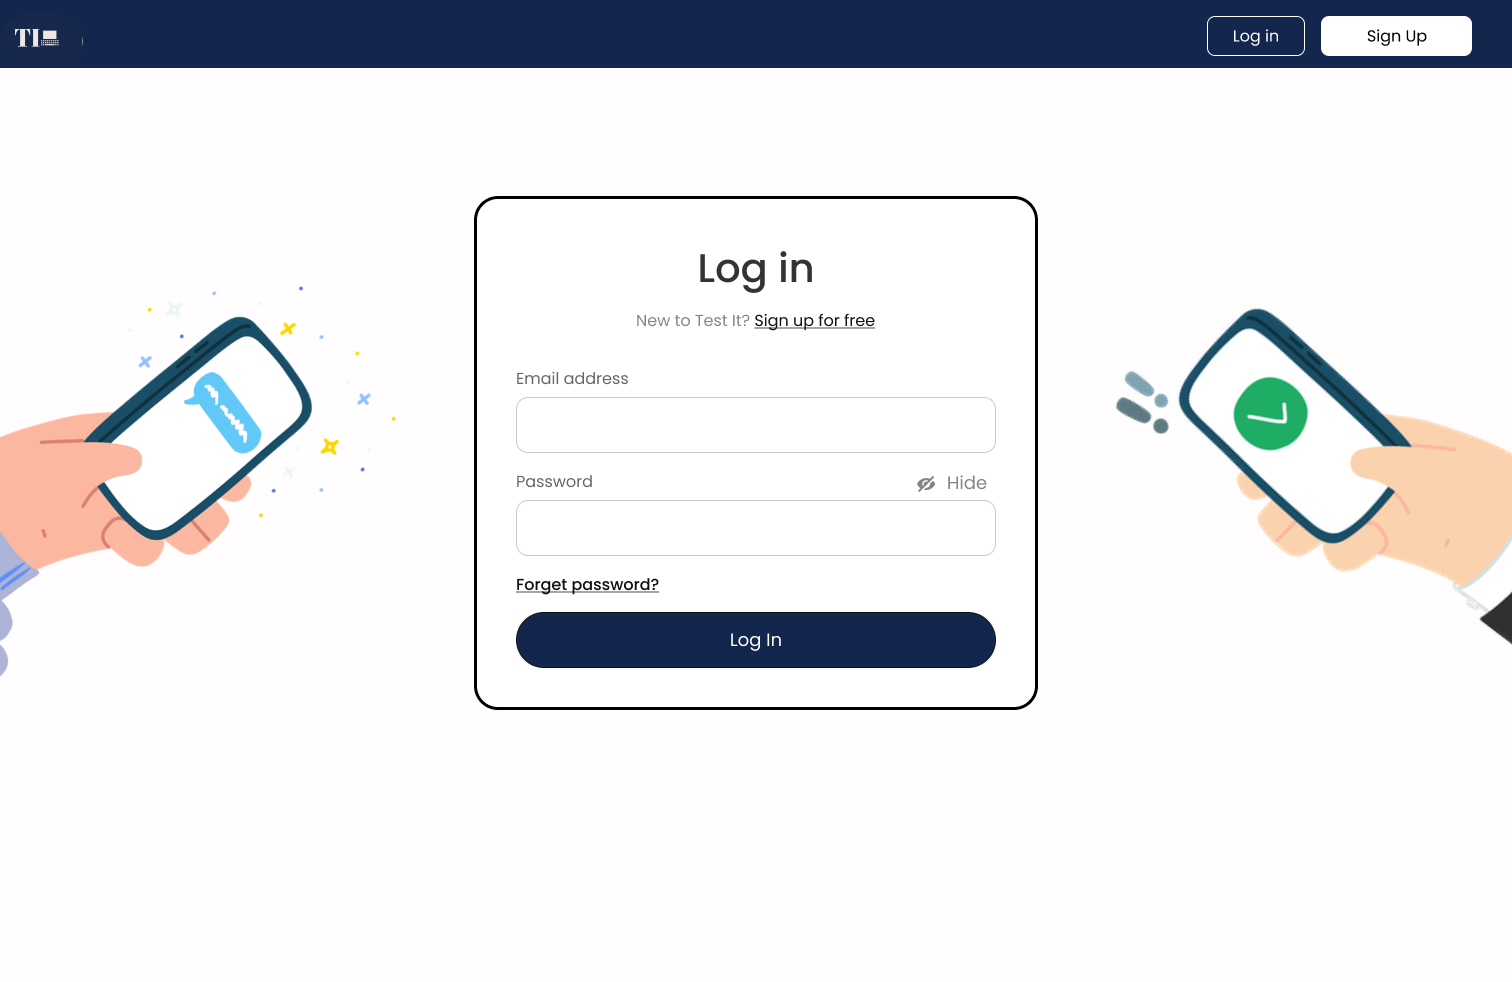 TI
Log in
Sign Up
Log in
New to Test It? Sign up for free
Email address
Password
Hide
Forget password?
Log In